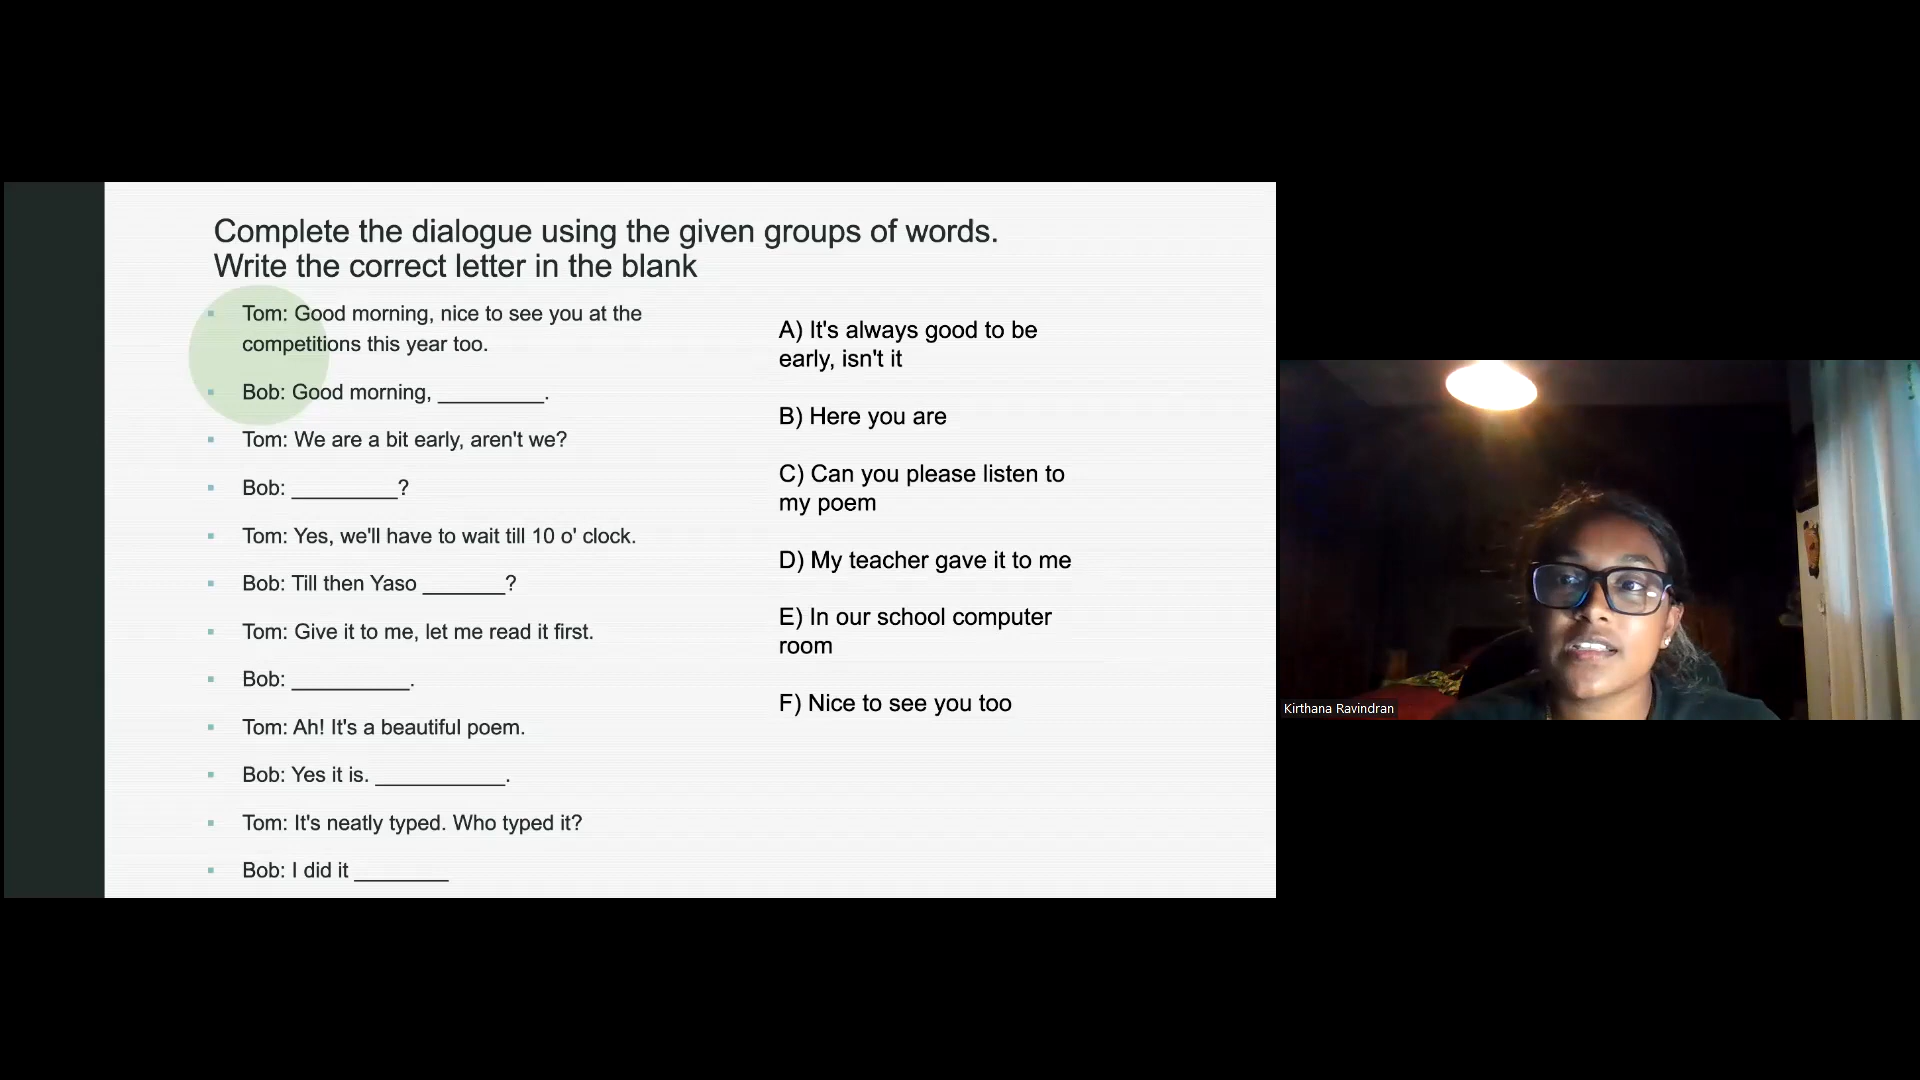 Complete the dialogue using the given groups of words.
Write the correct letter in the blank
Tom: Good morning, nice to see you at the
competitions this year too.
Bob: Good morning, __________.
Tom: We are a bit early, aren't we?
Bob: __________?
Tom: Yes, we'll have to wait till 10 o' clock.
Bob: Till then Yaso _______?
Tom: Give it to me, let me read it first.
Bob: __________.
Tom: Ah! It's a beautiful poem.
Bob: Yes it is. ___________.
Tom: It's neatly typed. Who typed it?
Bob: I did it ________
A) It's always good to be
early, isn't it
B) Here you are
C) Can you please listen to
my poem
D) My teacher gave it to me
E) In our school computer
room
F) Nice to see you too
Kirthana Ravindran